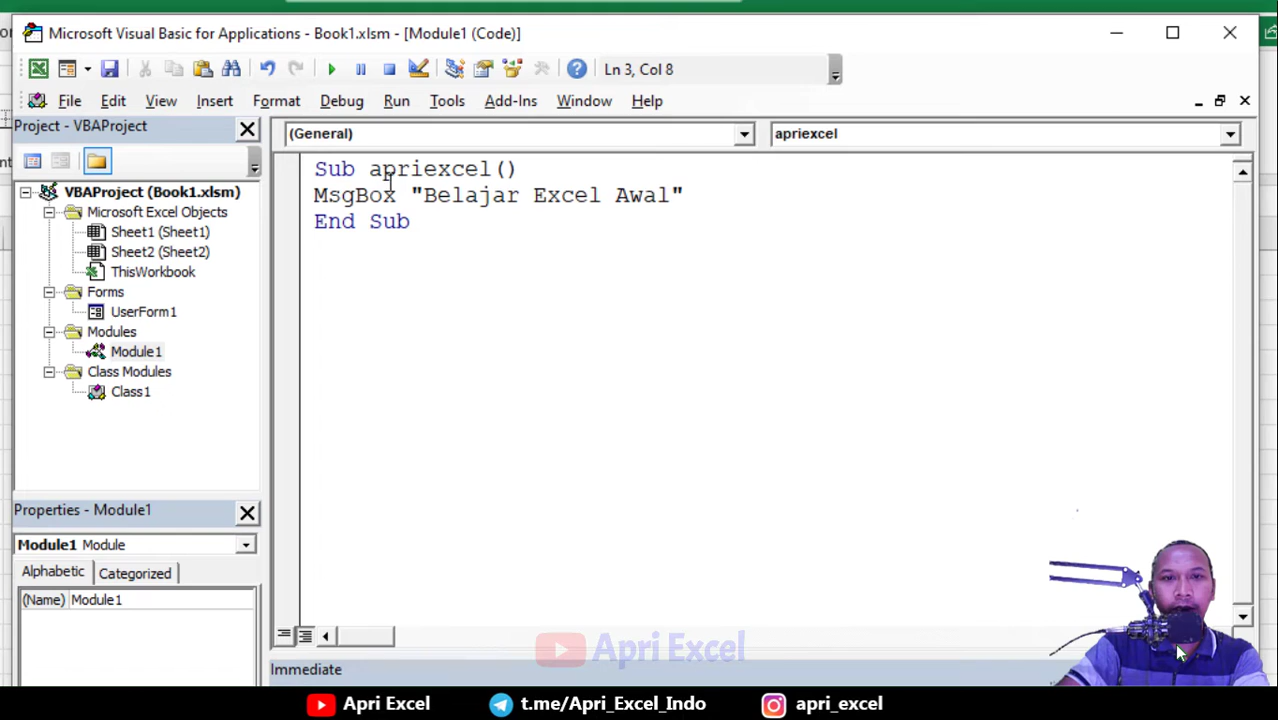 Microsoft Visual Basic for Applications - Book1.xlsm - [Module1 (Code)]
Ln 3, Col 8
File Edit View Insert Format Debug Run Tools Add-Ins Window Help
Project - VBAProject
VBAProject (Book1.xlsm)
Microsoft Excel Objects
Sheet1 (Sheet1)
Sheet2 (Sheet2)
ThisWorkbook
Forms
UserForm1
Modules
Module1
Class Modules
Class1
Properties - Module1
Module1 Module
Alphabetic Categorized
(Name) Module1
(General) apriexcel
Sub apriexcel()
MsgBox "Belajar Excel Awal"
End Sub
Apri Excel
Immediate
Apri Excel t.me/Apri_Excel_Indo apri_excel